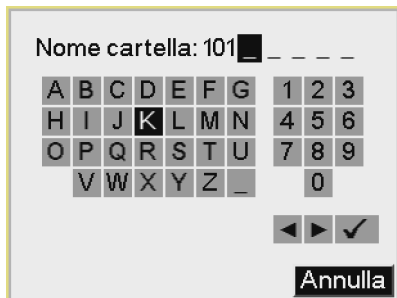 Nome cartella: 101_ _ _ _ _
A B C D E F G 1 2 3
H I J K L M N 4 5 6
O P Q R S T U 7 8 9
V W X Y Z _ 0
◄ ► ✓
Annulla